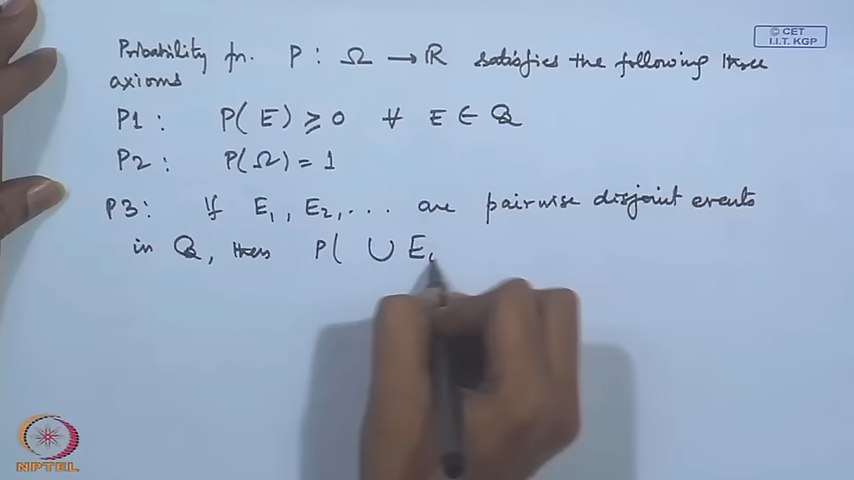 © CET
I.I.T. KGP
Probability fn. P : Ω → ℝ satisfies the following three
axioms
P1 : P(E) ≥ 0 ∀ E ∈ 𝓑
P2 : P(Ω) = 1
P3 : If E₁, E₂, ... are pairwise disjoint events
in 𝓑, then P( ∪ Eᵢ
NPTEL